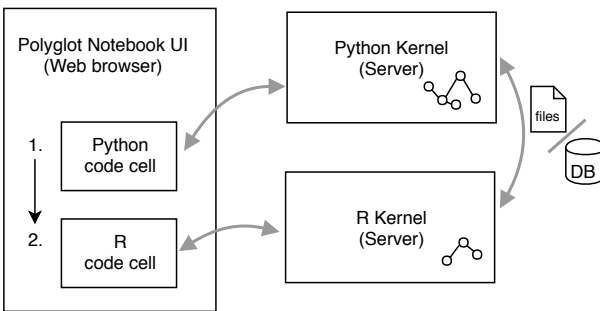 Polyglot Notebook UI
(Web browser)
1.
Python
code cell
2.
R
code cell
Python Kernel
(Server)
R Kernel
(Server)
files
DB